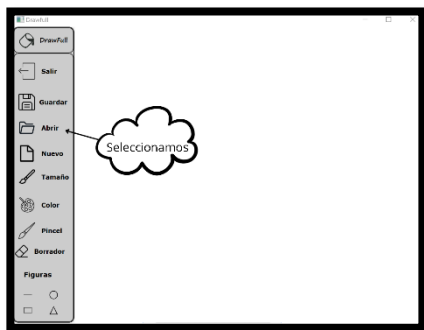 DrawFull
DrawFull
Salir
Guardar
Abrir
Seleccionamos
Nuevo
Tamaño
Color
Pincel
Borrador
Figuras